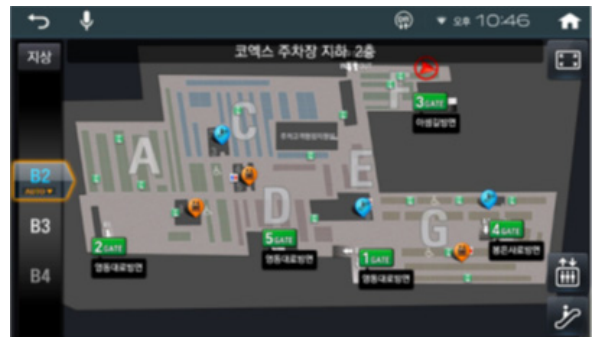 오전 10:46
지상
코엑스 주차장 지하 2층
C
F
3 GATE
아셈길방면
A
E
B2
D
G
B3
2 GATE
영동대로방면
5 GATE
영동대로방면
1 GATE
영동대로방면
4 GATE
봉은사로방면
B4